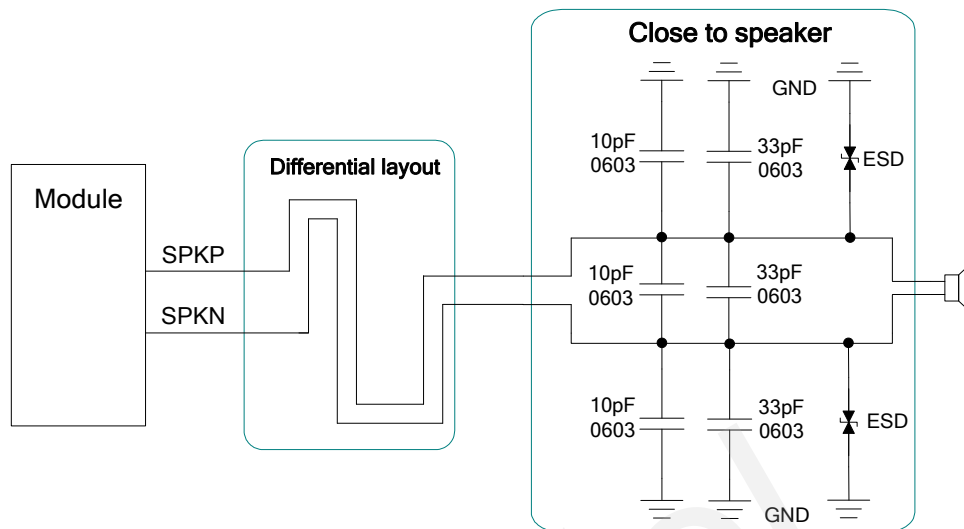 Close to speaker
GND
10pF
0603
33pF
0603
ESD
Differential layout
Module
SPKP
SPKN
10pF
0603
33pF
0603
10pF
0603
33pF
0603
ESD
GND